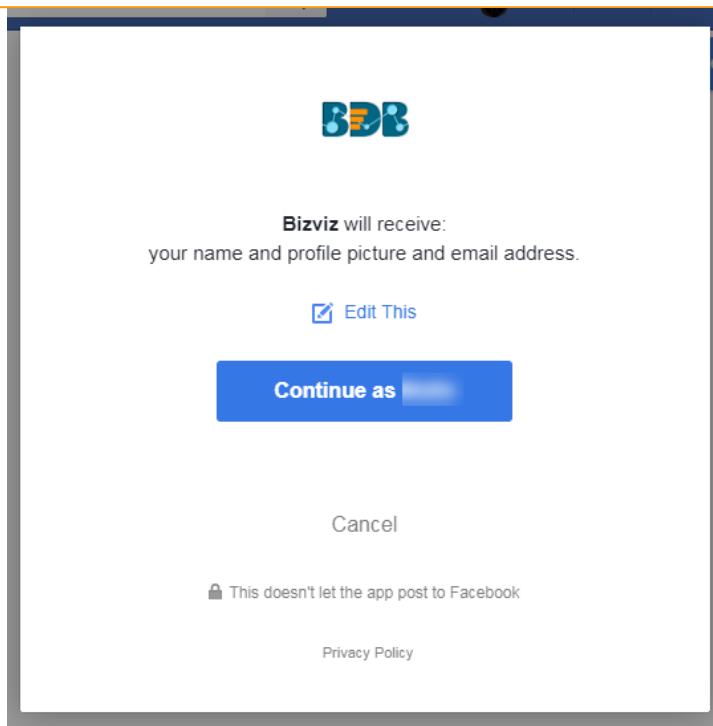 BDB
Bizviz will receive:
your name and profile picture and email address.
Edit This
Continue as
Cancel
This doesn't let the app post to Facebook
Privacy Policy